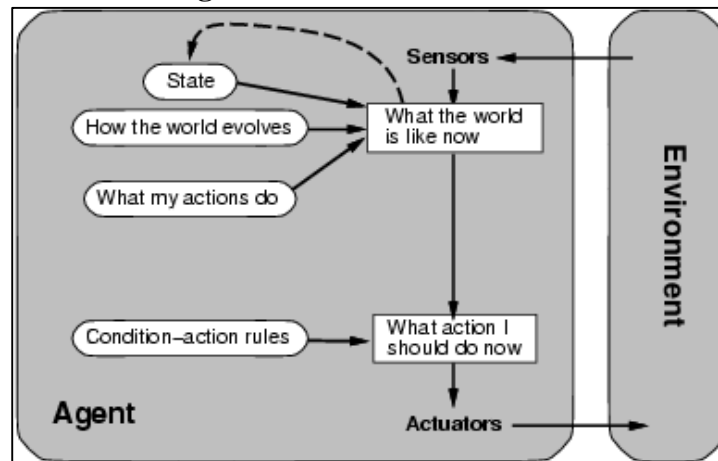 Sensors
State
What the world
is like now
How the world evolves
What my actions do
Environment
Condition–action rules
What action I
should do now
Agent
Actuators